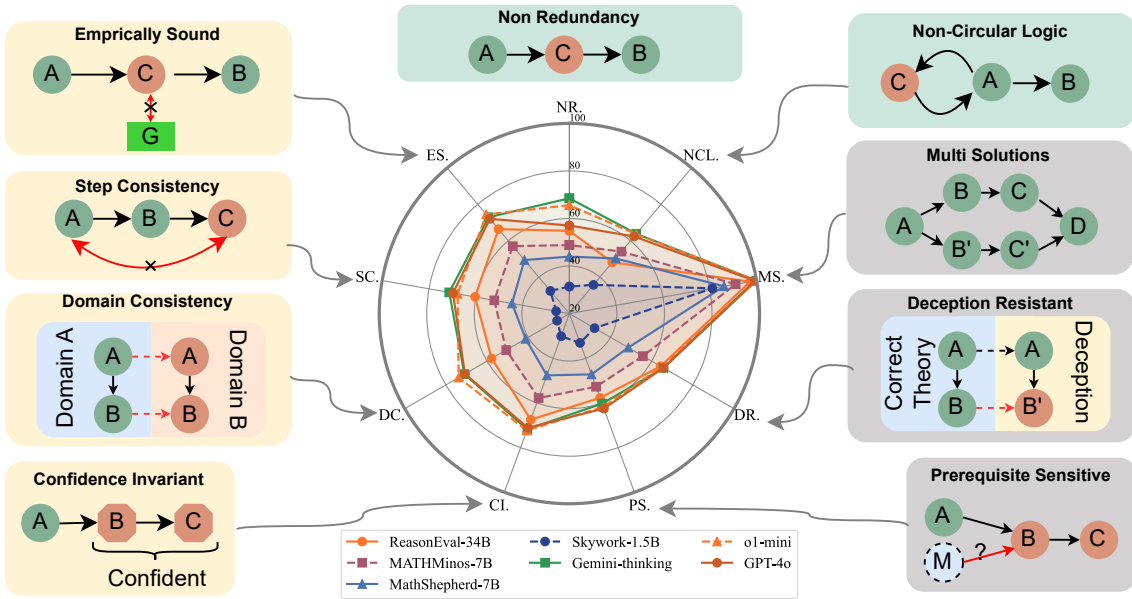 Emprically Sound
A
C
B
G
Non Redundancy
A
C
B
Non-Circular Logic
C
A
B
Step Consistency
A
B
C
Multi Solutions
A
B
C
B'
C'
D
Domain Consistency
Domain A
A
B
A
B
Domain B
Deception Resistant
Correct
Theory
A
B
A
B'
Deception
Confidence Invariant
A
B
C
Confident
Prerequisite Sensitive
A
M
?
B
C
NR.
NCL.
MS.
DR.
PS.
CI.
DC.
SC.
ES.
100
80
60
40
20
ReasonEval-34B
MATHMinos-7B
MathShepherd-7B
Skywork-1.5B
Gemini-thinking
o1-mini
GPT-4o